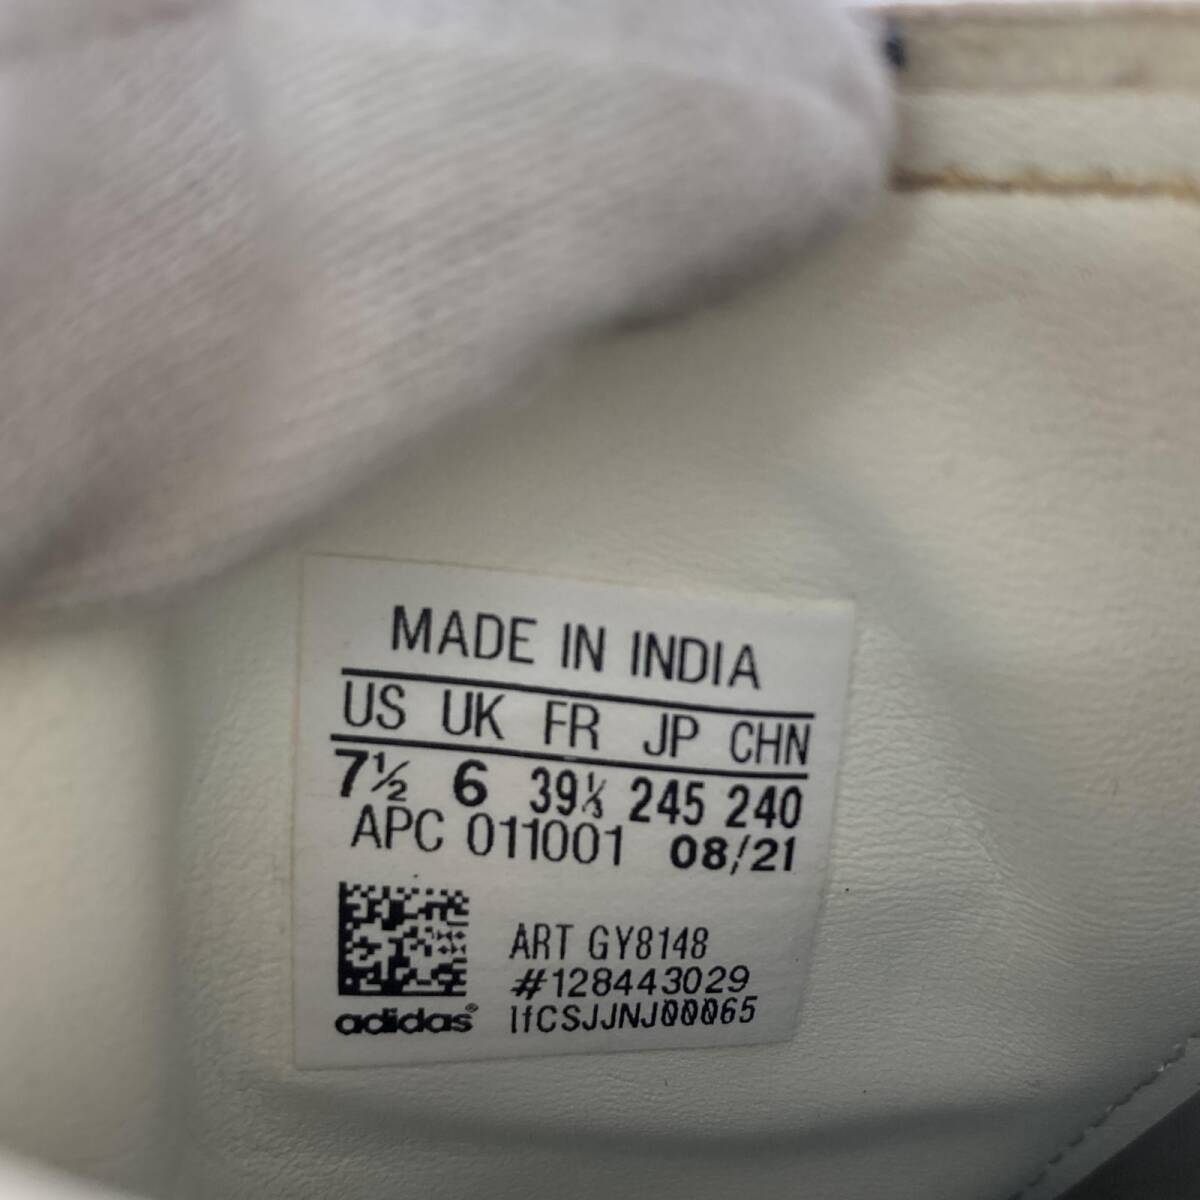 MADE IN INDIA
US UK FR JP CHN
7½ 6 39⅓ 245 240
APC 011001 08/21
ART GY8148
#128443029
adidas® IfCSJJNJ00065